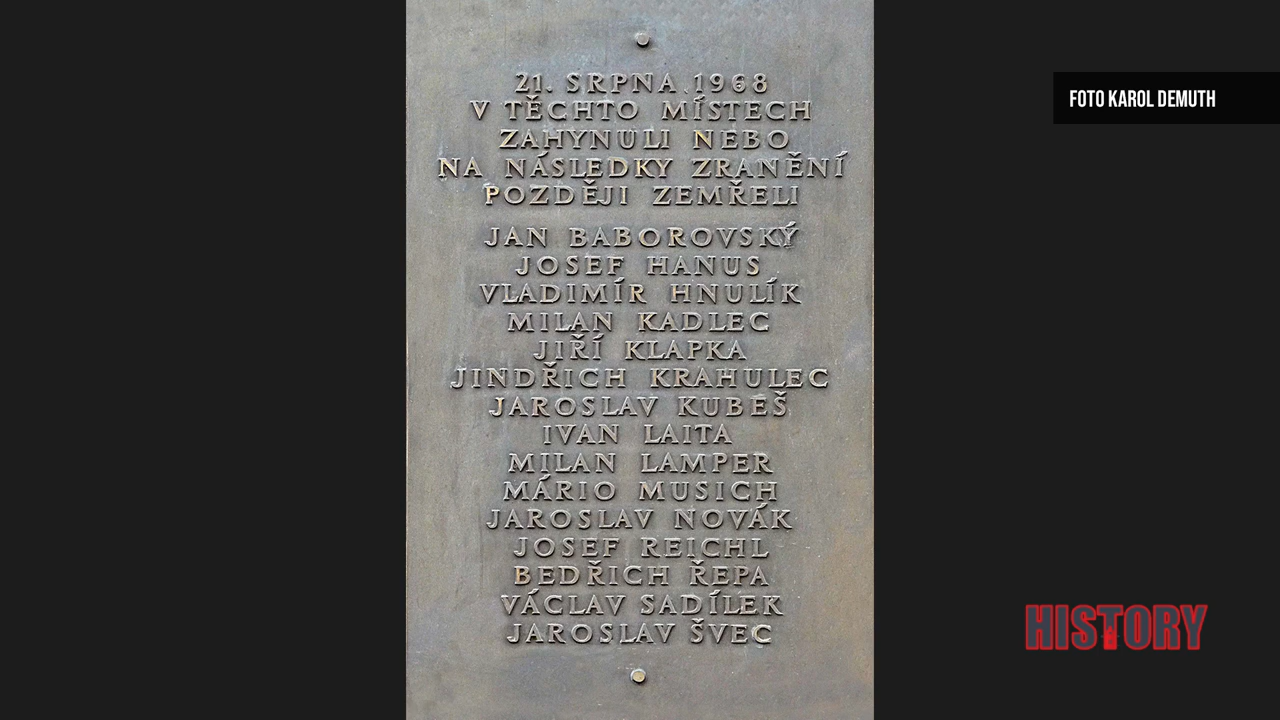 21. SRPNA 1968
V TĚCHTO MÍSTECH
ZAHYNULI NEBO
NA NÁSLEDKY ZRANĚNÍ
POZDĚJI ZEMŘELI
JAN BABOROVSKÝ
JOSEF HANUS
VLADIMÍR HNULÍK
MILAN KADLEC
JIŘÍ KLAPKA
JINDŘICH KRAHULEC
JAROSLAV KUBEŠ
IVAN LAITA
MILAN LAMPER
MÁRIO MUSICH
JAROSLAV NOVÁK
JOSEF REICHL
BEDŘICH ŘEPA
VÁCLAV SADÍLEK
JAROSLAV ŠVEC
FOTO KAROL DEMUTH
HISTORY